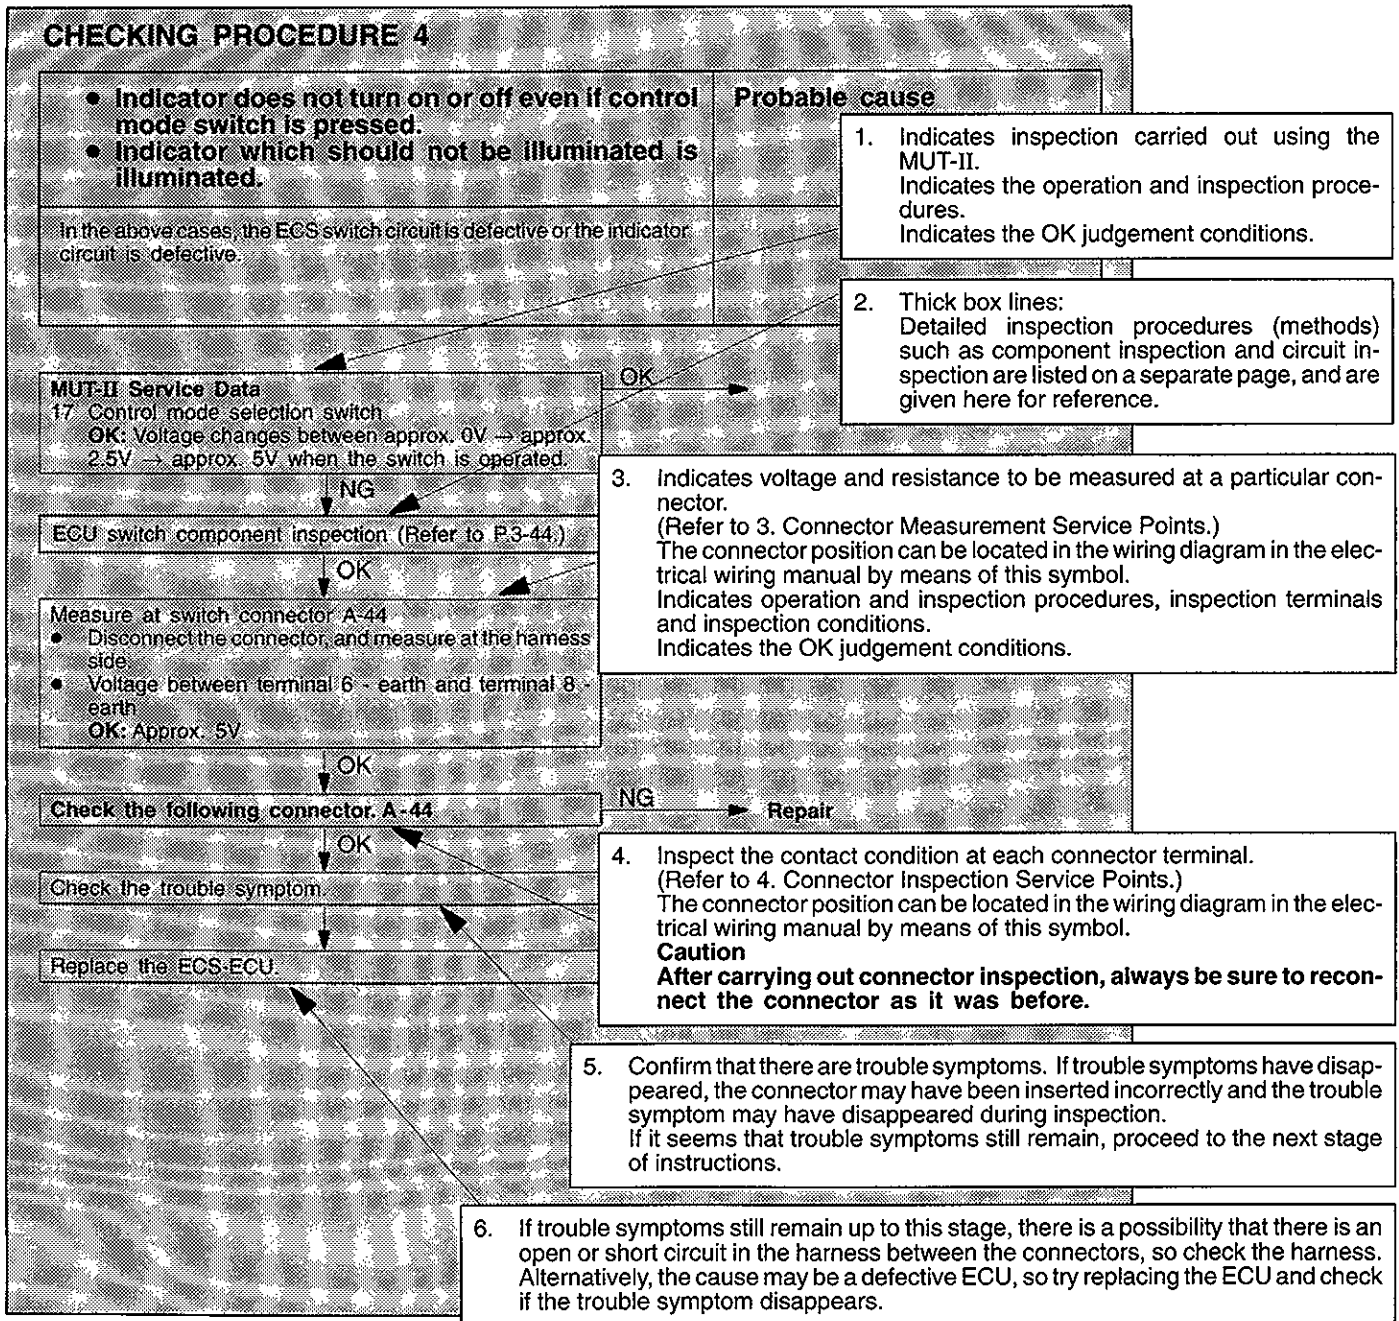 CHECKING PROCEDURE 4
● Indicator does not turn on or off even if control
mode switch is pressed.
● Indicator which should not be illuminated is
illuminated.
Probable cause
In the above cases, the ECS switch circuit is defective or the indicator
circuit is defective.
1. Indicates inspection carried out using the
MUT-II.
Indicates the operation and inspection proce-
dures.
Indicates the OK judgement conditions.
2. Thick box lines:
Detailed inspection procedures (methods)
such as component inspection and circuit in-
spection are listed on a separate page, and are
given here for reference.
MUT-II Service Data
17 Control mode selection switch
OK: Voltage changes between approx. 0V → approx.
2.5V → approx. 5V when the switch is operated.
OK
NG
ECU switch component inspection (Refer to P.3-44.)
OK
3. Indicates voltage and resistance to be measured at a particular con-
nector.
(Refer to 3. Connector Measurement Service Points.)
The connector position can be located in the wiring diagram in the elec-
trical wiring manual by means of this symbol.
Indicates operation and inspection procedures, inspection terminals
and inspection conditions.
Indicates the OK judgement conditions.
Measure at switch connector A-44
● Disconnect the connector, and measure at the harness
side.
● Voltage between terminal 6 - earth and terminal 8 -
earth
OK: Approx. 5V
OK
Check the following connector. A-44
NG
Repair
OK
Check the trouble symptom.
Replace the ECS-ECU.
4. Inspect the contact condition at each connector terminal.
(Refer to 4. Connector Inspection Service Points.)
The connector position can be located in the wiring diagram in the elec-
trical wiring manual by means of this symbol.
Caution
After carrying out connector inspection, always be sure to recon-
nect the connector as it was before.
5. Confirm that there are trouble symptoms. If trouble symptoms have disap-
peared, the connector may have been inserted incorrectly and the trouble
symptom may have disappeared during inspection.
If it seems that trouble symptoms still remain, proceed to the next stage
of instructions.
6. If trouble symptoms still remain up to this stage, there is a possibility that there is an
open or short circuit in the harness between the connectors, so check the harness.
Alternatively, the cause may be a defective ECU, so try replacing the ECU and check
if the trouble symptom disappears.